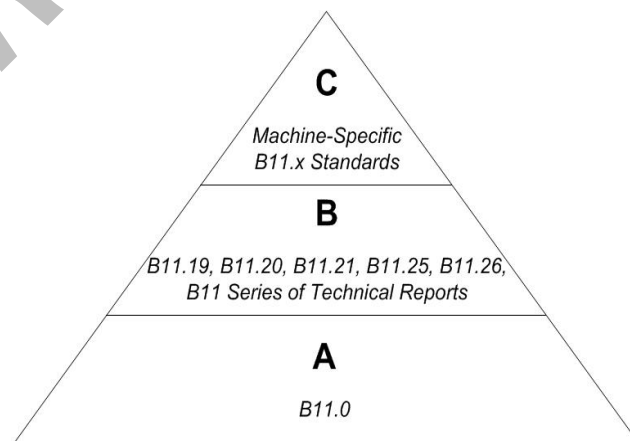 C
Machine-Specific
B11.x Standards
B
B11.19, B11.20, B11.21, B11.25, B11.26,
B11 Series of Technical Reports
A
B11.0